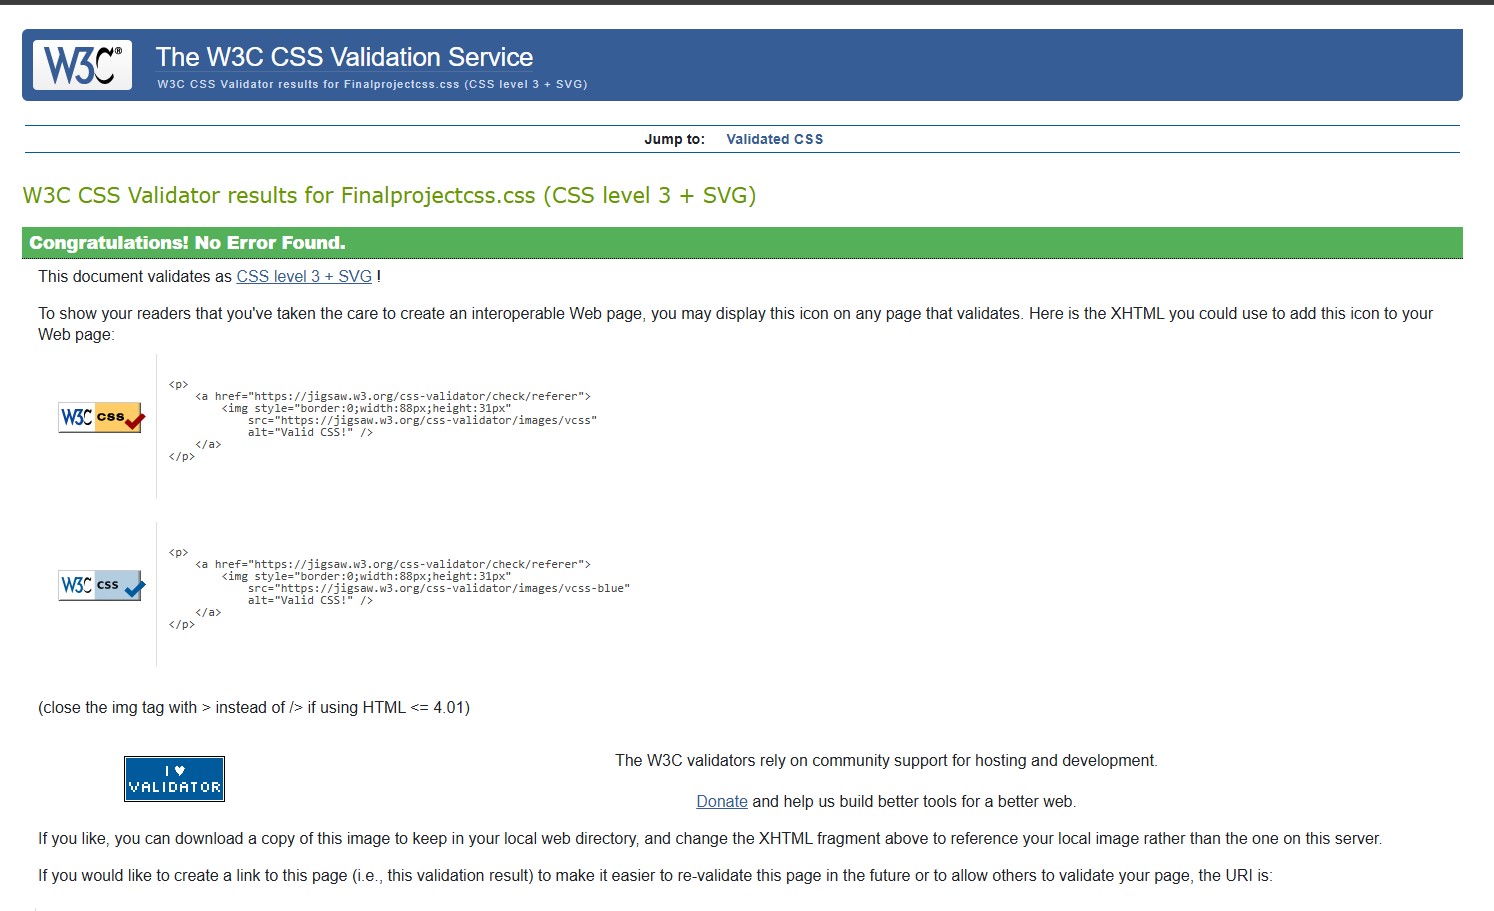 W3C®
The W3C CSS Validation Service
W3C CSS Validator results for Finalprojectcss.css (CSS level 3 + SVG)
Jump to: Validated CSS
W3C CSS Validator results for Finalprojectcss.css (CSS level 3 + SVG)
Congratulations! No Error Found.
This document validates as CSS level 3 + SVG !
To show your readers that you've taken the care to create an interoperable Web page, you may display this icon on any page that validates. Here is the XHTML you could use to add this icon to your
Web page:
W3C css
<p>
    <a href="https://jigsaw.w3.org/css-validator/check/referer">
        <img style="border:0;width:88px;height:31px"
            src="https://jigsaw.w3.org/css-validator/images/vcss"
            alt="Valid CSS!" />
    </a>
</p>
W3C css
<p>
    <a href="https://jigsaw.w3.org/css-validator/check/referer">
        <img style="border:0;width:88px;height:31px"
            src="https://jigsaw.w3.org/css-validator/images/vcss-blue"
            alt="Valid CSS!" />
    </a>
</p>
(close the img tag with > instead of /> if using HTML <= 4.01)
I ♥
VALIDATOR
The W3C validators rely on community support for hosting and development.
Donate and help us build better tools for a better web.
If you like, you can download a copy of this image to keep in your local web directory, and change the XHTML fragment above to reference your local image rather than the one on this server.
If you would like to create a link to this page (i.e., this validation result) to make it easier to re-validate this page in the future or to allow others to validate your page, the URI is: